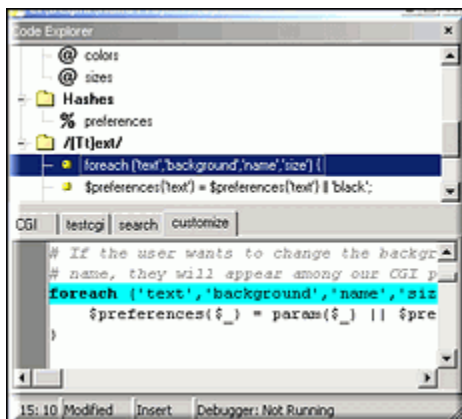 Code Explorer
@ colors
@ sizes
Hashes
% preferences
/[Tt]ext/
foreach ('text','background','name','size') {
$preferences{'text'} = $preferences{'text'} || 'black';
CGI testcgi search customize
# If the user wants to change the backgr
# name, they will appear among our CGI p
foreach ('text','background','name','siz
$preferences{$_} = param($_) || $pre
}
15: 10 Modified Insert Debugger: Not Running